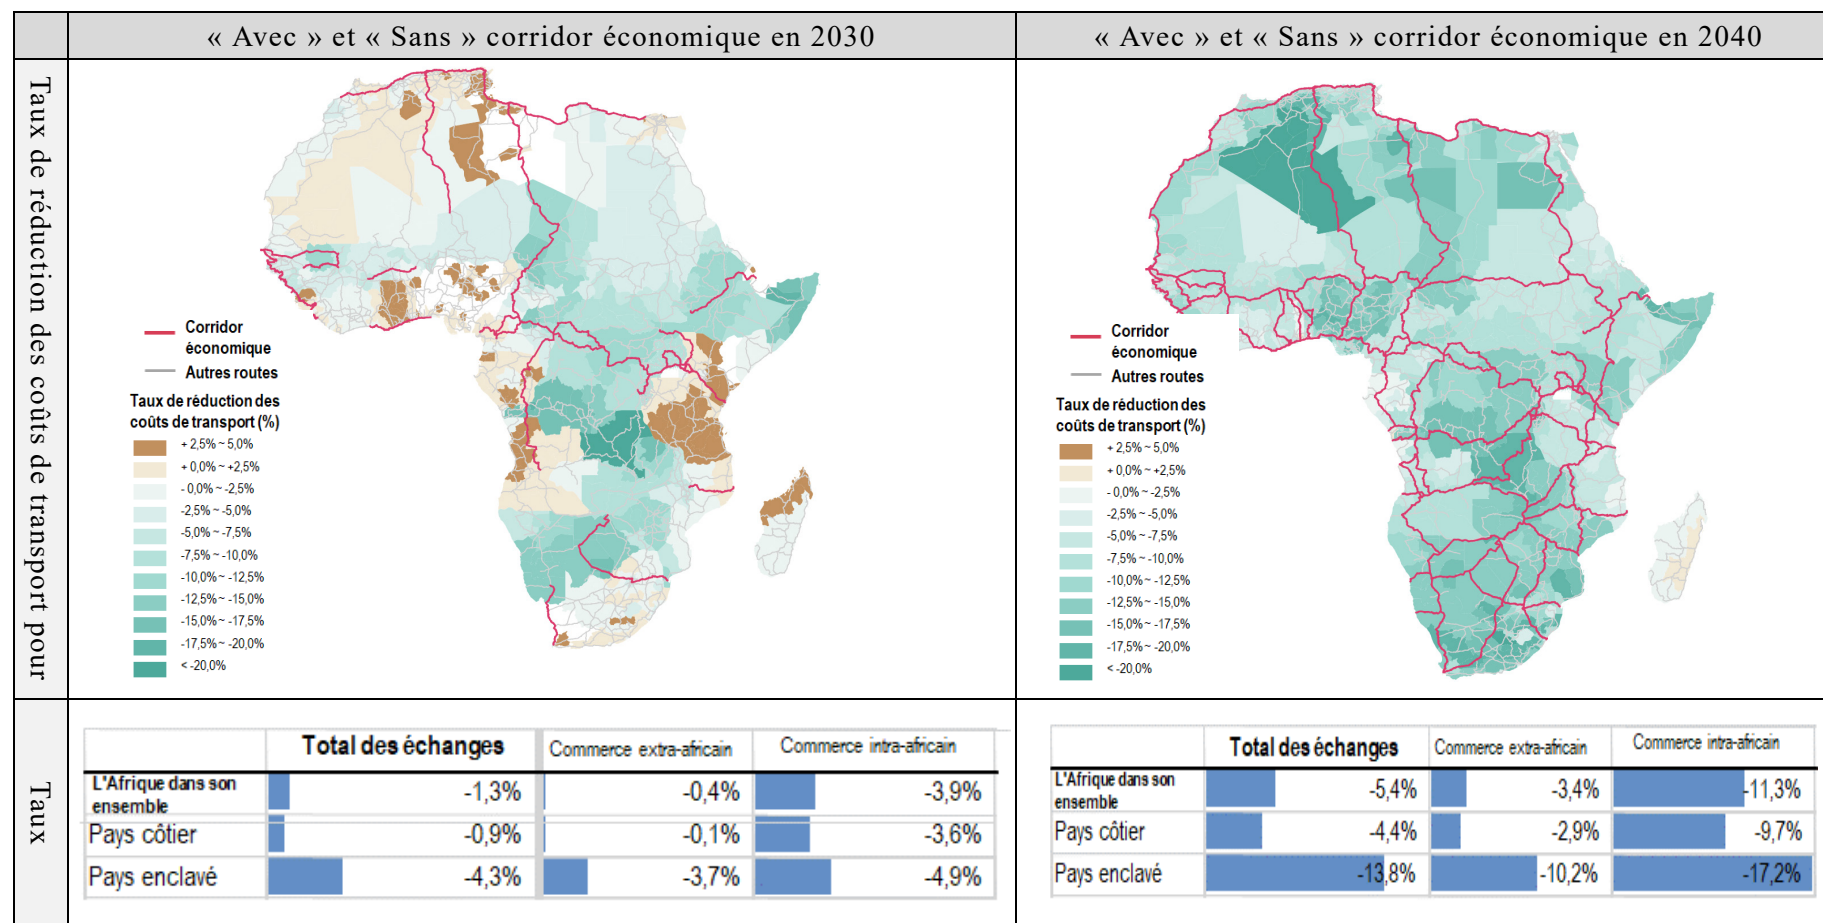 « Avec » et « Sans » corridor économique en 2030
« Avec » et « Sans » corridor économique en 2040
Taux de réduction des coûts de transport pour
Corridor
économique
Autres routes
Taux de réduction des
coûts de transport (%)
+ 2,5% ~ 5,0%
+ 0,0% ~ +2,5%
- 0,0% ~ -2,5%
-2,5% ~ -5,0%
-5,0% ~ -7,5%
-7,5% ~ -10,0%
-10,0% ~ -12,5%
-12,5% ~ -15,0%
-15,0% ~ -17,5%
-17,5% ~ -20,0%
< -20,0%
Corridor
économique
Autres routes
Taux de réduction des
coûts de transport (%)
+ 2,5% ~ 5,0%
+ 0,0% ~ +2,5%
- 0,0% ~ -2,5%
-2,5% ~ -5,0%
-5,0% ~ -7,5%
-7,5% ~ -10,0%
-10,0% ~ -12,5%
-12,5% ~ -15,0%
-15,0% ~ -17,5%
-17,5% ~ -20,0%
< -20,0%
Taux
Total des échanges Commerce extra-africain Commerce intra-africain
L'Afrique dans son
ensemble -1,3% -0,4% -3,9%
Pays côtier -0,9% -0,1% -3,6%
Pays enclavé -4,3% -3,7% -4,9%
Total des échanges Commerce extra-africain Commerce intra-africain
L'Afrique dans son
ensemble -5,4% -3,4% -11,3%
Pays côtier -4,4% -2,9% -9,7%
Pays enclavé -13,8% -10,2% -17,2%